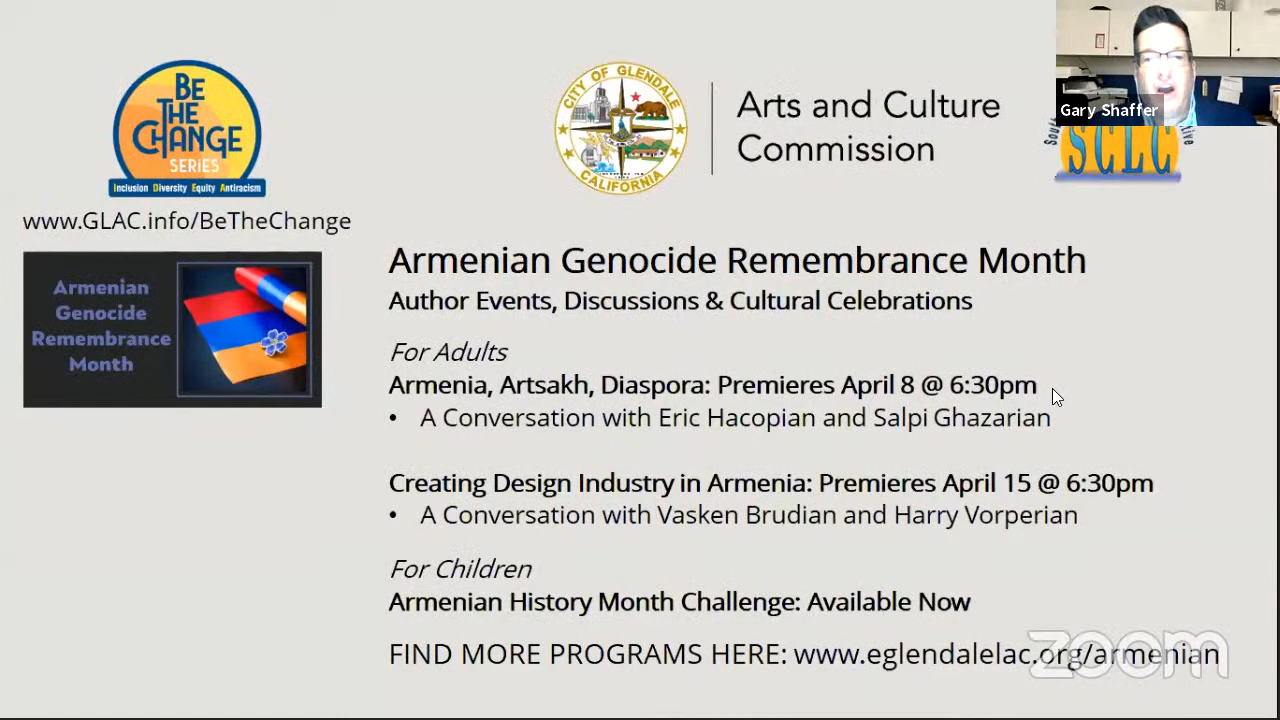 BE
THE
CHANGE
SERIES
Inclusion Diversity Equity Antiracism
www.GLAC.info/BeTheChange
CITY OF GLENDALE
CALIFORNIA
Arts and Culture
Commission
Gary Shaffer
SCLC
Armenian
Genocide
Remembrance
Month
Armenian Genocide Remembrance Month
Author Events, Discussions & Cultural Celebrations
For Adults
Armenia, Artsakh, Diaspora: Premieres April 8 @ 6:30pm
• A Conversation with Eric Hacopian and Salpi Ghazarian
Creating Design Industry in Armenia: Premieres April 15 @ 6:30pm
• A Conversation with Vasken Brudian and Harry Vorperian
For Children
Armenian History Month Challenge: Available Now
FIND MORE PROGRAMS HERE: www.eglendalelac.org/armenian
zoom